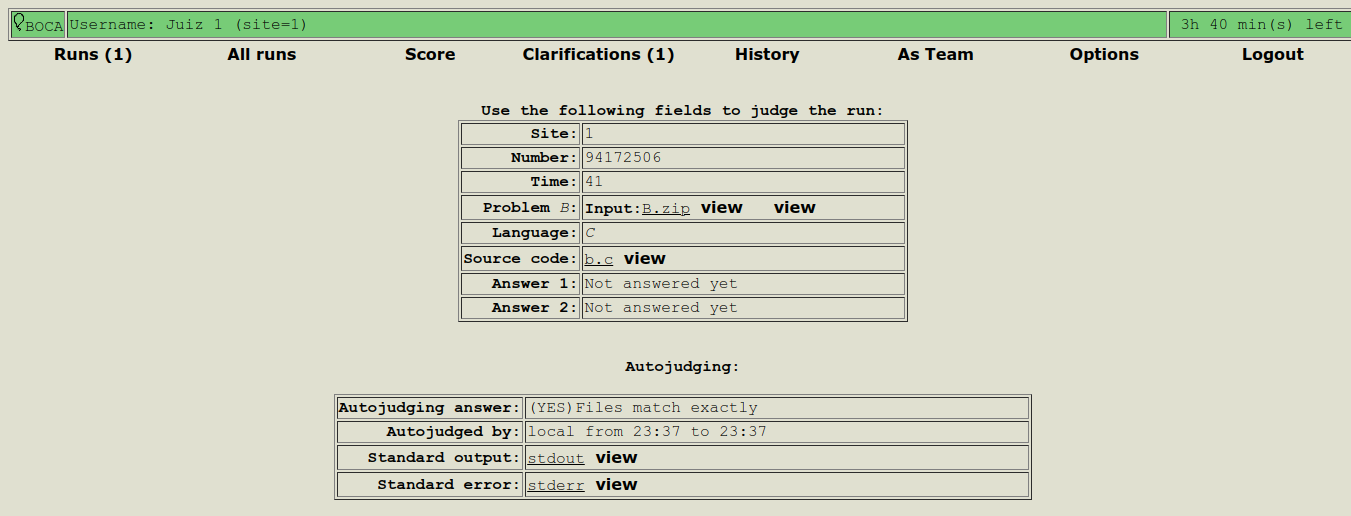 BOCA Username: Juiz 1 (site=1) 3h 40 min(s) left
Runs (1) All runs Score Clarifications (1) History As Team Options Logout
Use the following fields to judge the run:
Site: 1
Number: 94172506
Time: 41
Problem B: Input:B.zip view view
Language: C
Source code: b.c view
Answer 1: Not answered yet
Answer 2: Not answered yet
Autojudging:
Autojudging answer: (YES)Files match exactly
Autojudged by: local from 23:37 to 23:37
Standard output: stdout view
Standard error: stderr view